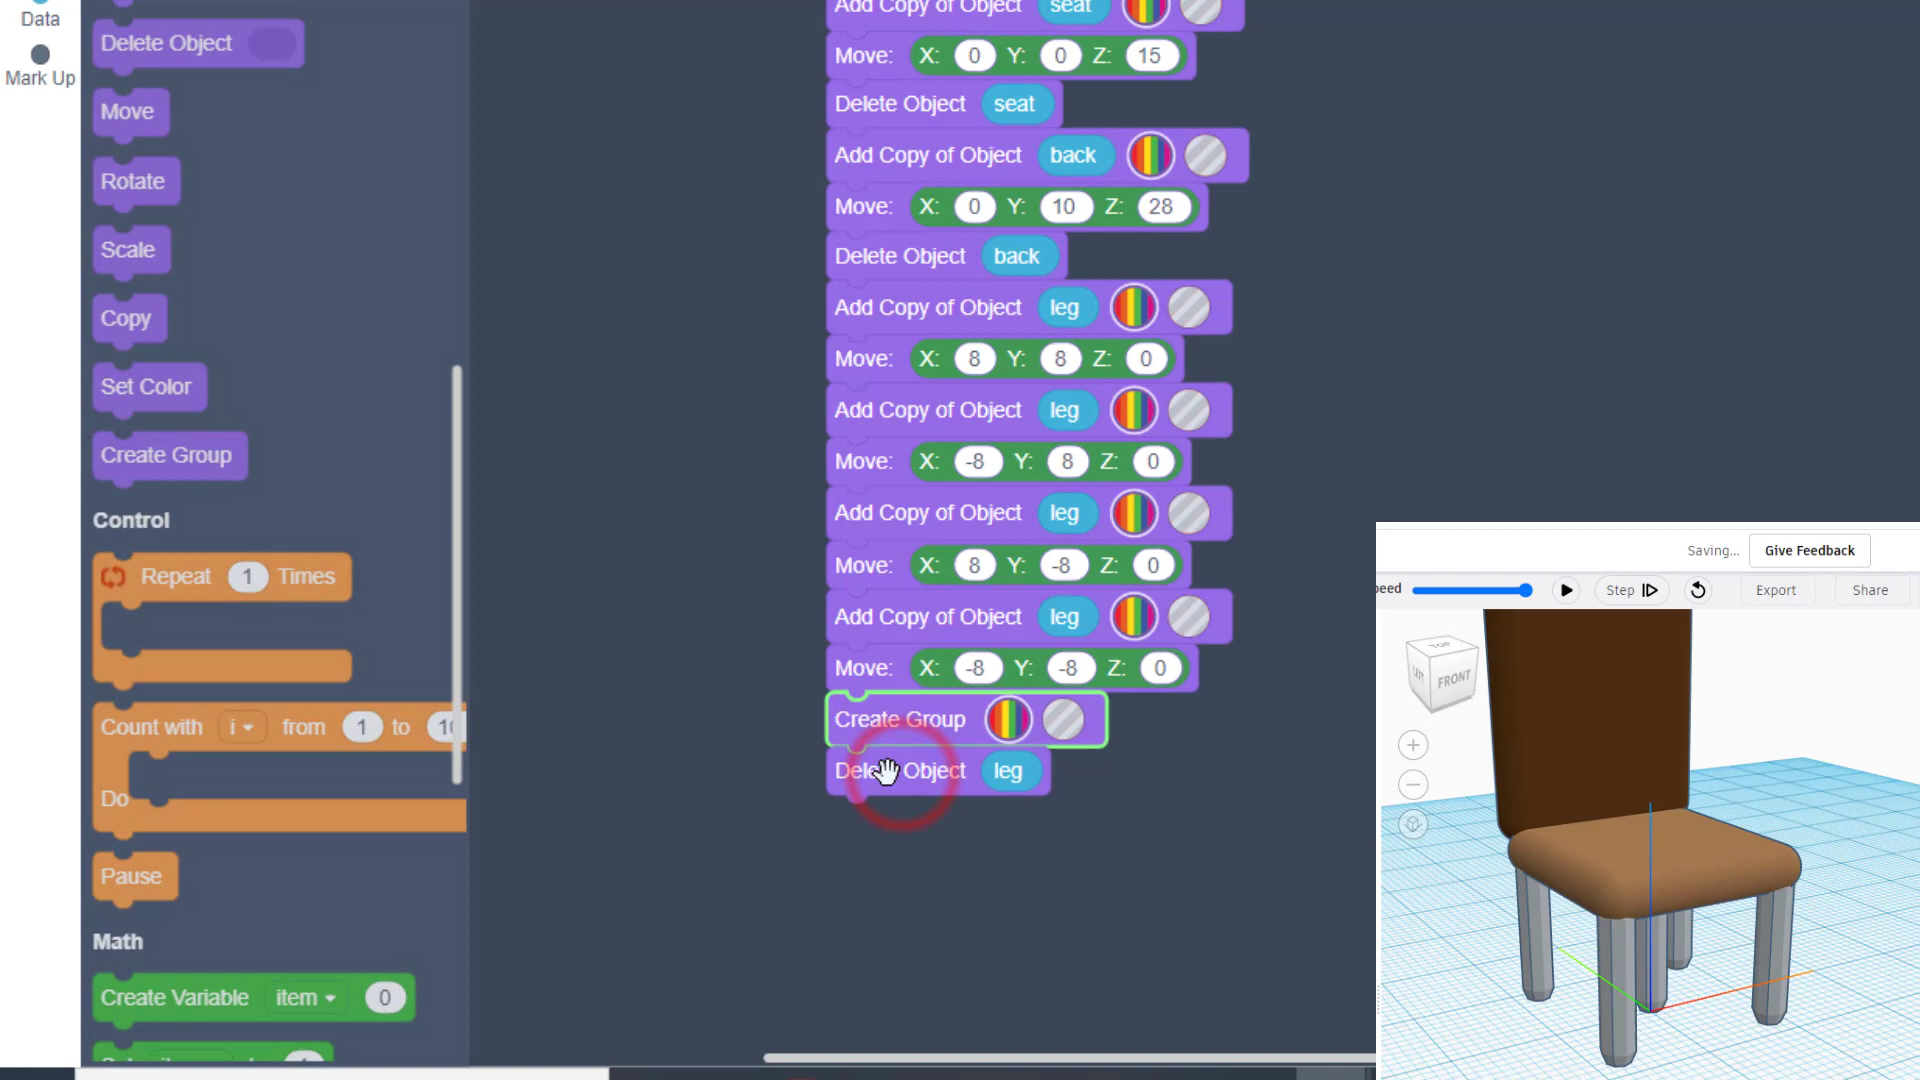 Data
Mark Up
Delete Object
Move
Rotate
Scale
Copy
Set Color
Create Group
Control
Repeat 1 Times
Count with i from 1 to 10
Do
Pause
Math
Create Variable item 0
Add Copy of Object seat
Move: X: 0 Y: 0 Z: 15
Delete Object seat
Add Copy of Object back
Move: X: 0 Y: 10 Z: 28
Delete Object back
Add Copy of Object leg
Move: X: 8 Y: 8 Z: 0
Add Copy of Object leg
Move: X: -8 Y: 8 Z: 0
Add Copy of Object leg
Move: X: 8 Y: -8 Z: 0
Add Copy of Object leg
Move: X: -8 Y: -8 Z: 0
Create Group
Delete Object leg
Saving... Give Feedback
eed Step Export Share
TOP
LEFT FRONT